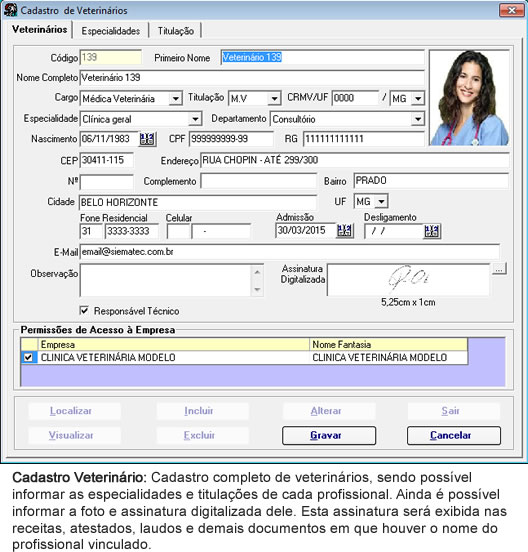 Cadastro de Veterinários
Veterinários Especialidades Titulação
Código 139 Primeiro Nome Veterinário 139
Nome Completo Veterinário 139
Cargo Médica Veterinária Titulação M.V CRMV/UF 0000 / MG
Especialidade Clínica geral Departamento Consultório
Nascimento 06/11/1983 CPF 999999999-99 RG 111111111111
CEP 30411-115 Endereço RUA CHOPIN - ATÉ 299/300
Nº Complemento Bairro PRADO
Cidade BELO HORIZONTE UF MG
Fone Residencial Celular Admissão Desligamento
31 3333-3333 - 30/03/2015 / /
E-Mail email@siematec.com.br
Observação Assinatura
Digitalizada
...
5,25cm x 1cm
Responsável Técnico
Permissões de Acesso à Empresa
Empresa Nome Fantasia
CLINICA VETERINÁRIA MODELO CLINICA VETERINÁRIA MODELO
Localizar Incluir Alterar Sair
Visualizar Excluir Gravar Cancelar
Cadastro Veterinário: Cadastro completo de veterinários, sendo possível
informar as especialidades e titulações de cada profissional. Ainda é possível
informar a foto e assinatura digitalizada dele. Esta assinatura será exibida nas
receitas, atestados, laudos e demais documentos em que houver o nome do
profissional vinculado.